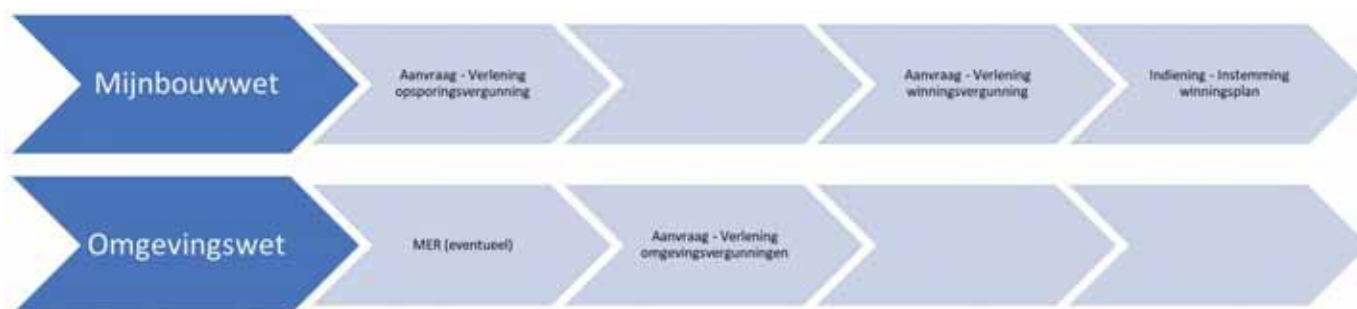 Mijnbouwwet
Aanvraag - Verlening
opsporingsvergunning
Aanvraag - Verlening
winningsvergunning
Indiening - Instemming
winningsplan
Omgevingswet
MER (eventueel)
Aanvraag - Verlening
omgevingsvergunningen